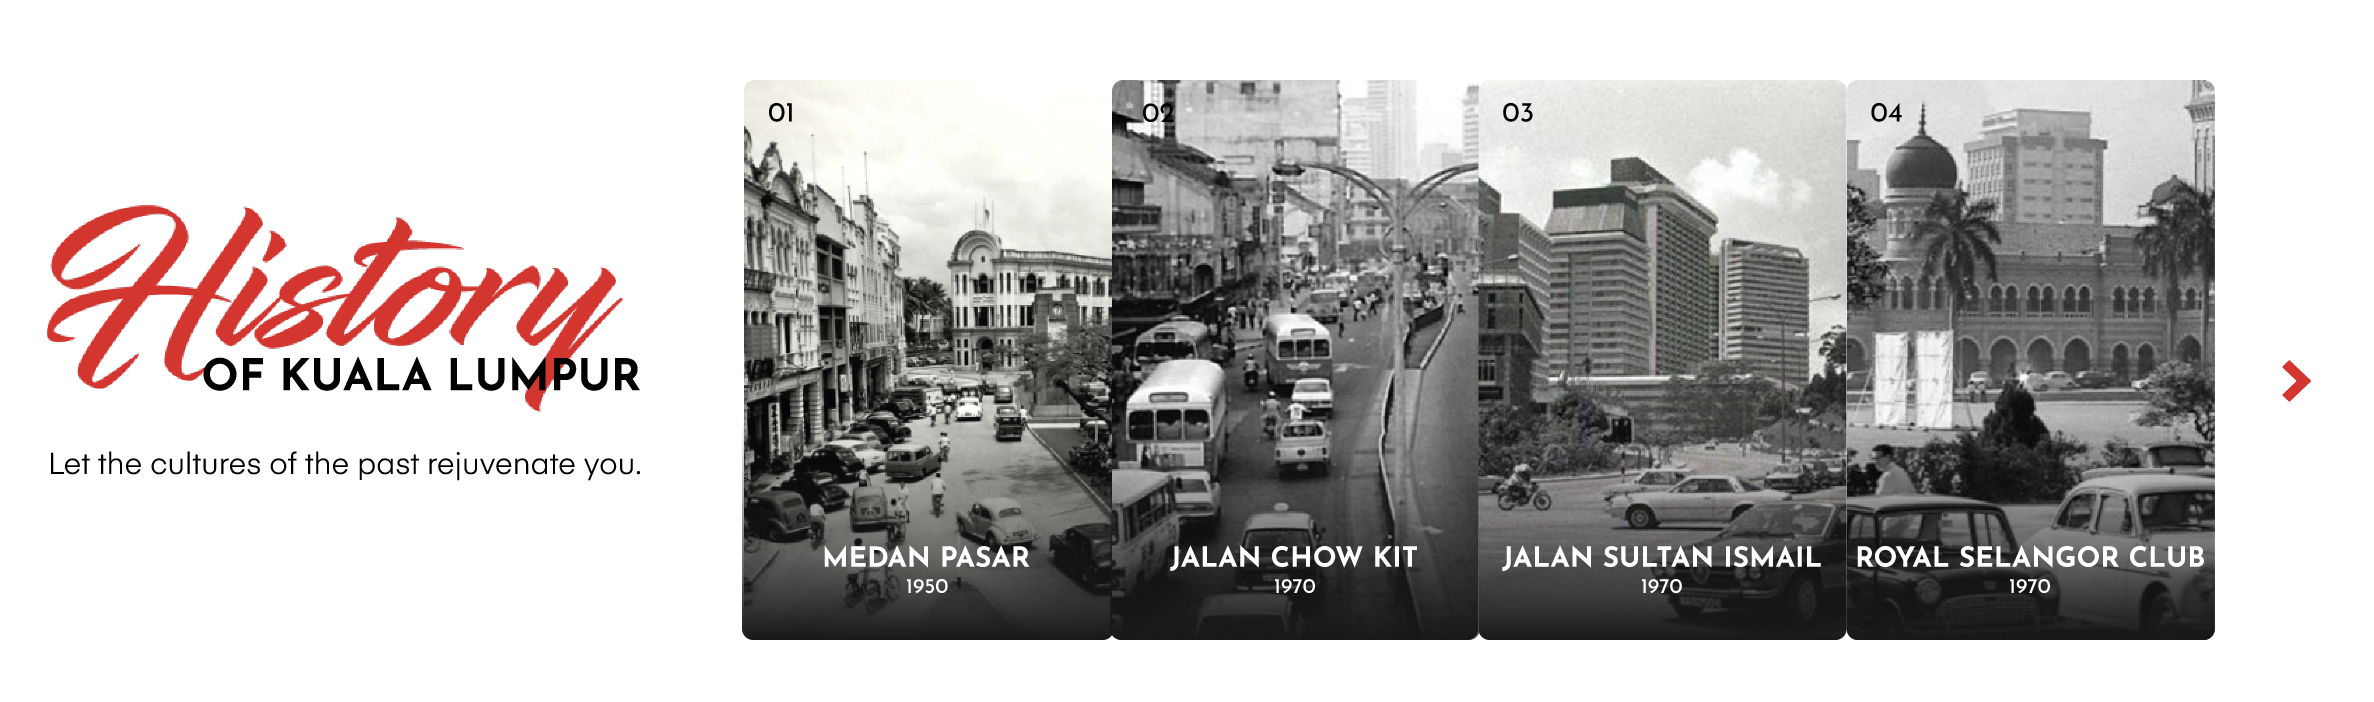 History
OF KUALA LUMPUR
Let the cultures of the past rejuvenate you.
01
MEDAN PASAR
1950
02
JALAN CHOW KIT
1970
03
JALAN SULTAN ISMAIL
1970
04
ROYAL SELANGOR CLUB
1970